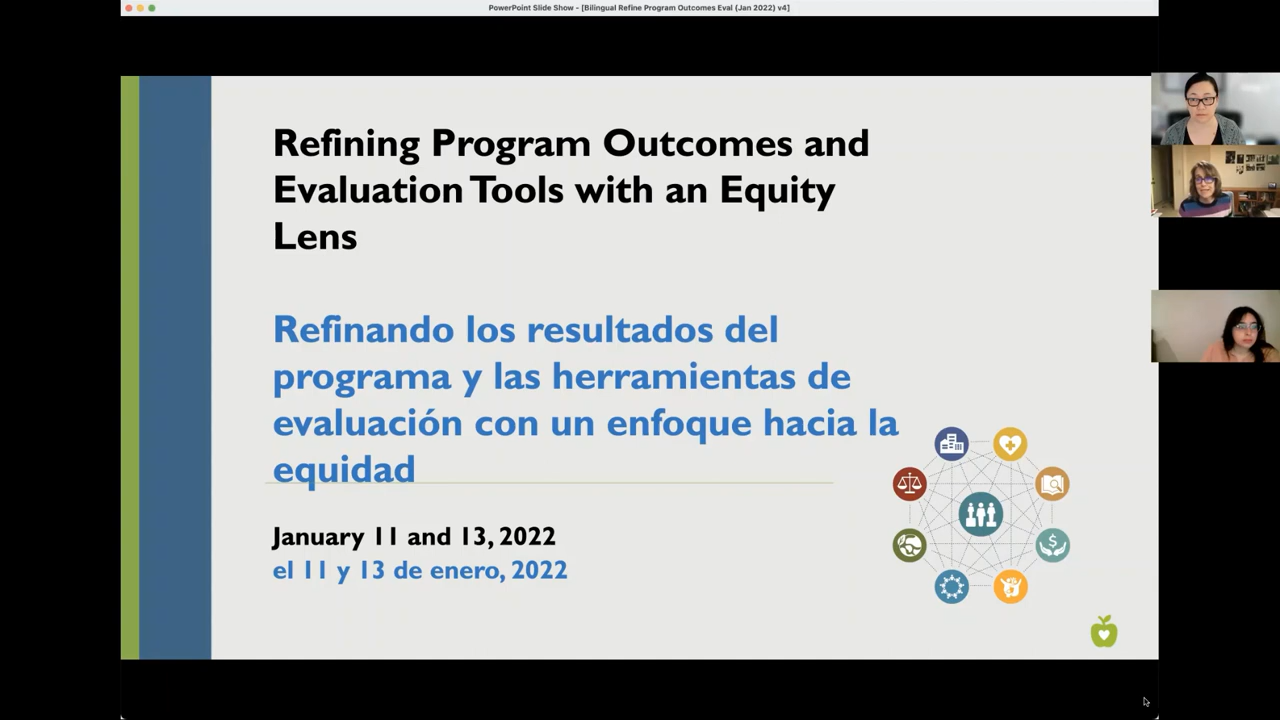 PowerPoint Slide Show - [Bilingual Refine Program Outcomes Eval (Jan 2022) v4]
Refining Program Outcomes and
Evaluation Tools with an Equity
Lens
Refinando los resultados del
programa y las herramientas de
evaluación con un enfoque hacia la
equidad
January 11 and 13, 2022
el 11 y 13 de enero, 2022
$